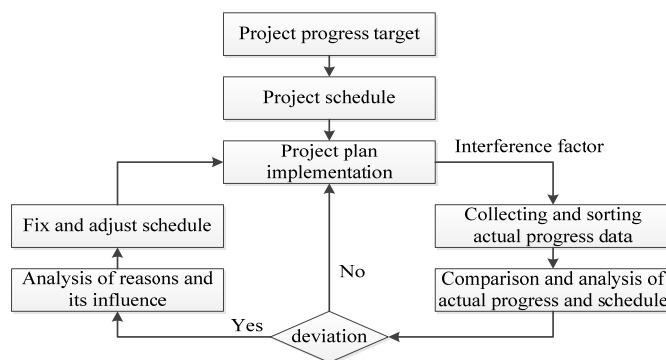 Project progress target
Project schedule
Project plan
implementation
Interference factor
Collecting and sorting
actual progress data
Comparison and analysis of
actual progress and schedule
deviation
No
Yes
Analysis of reasons and
its influence
Fix and adjust schedule